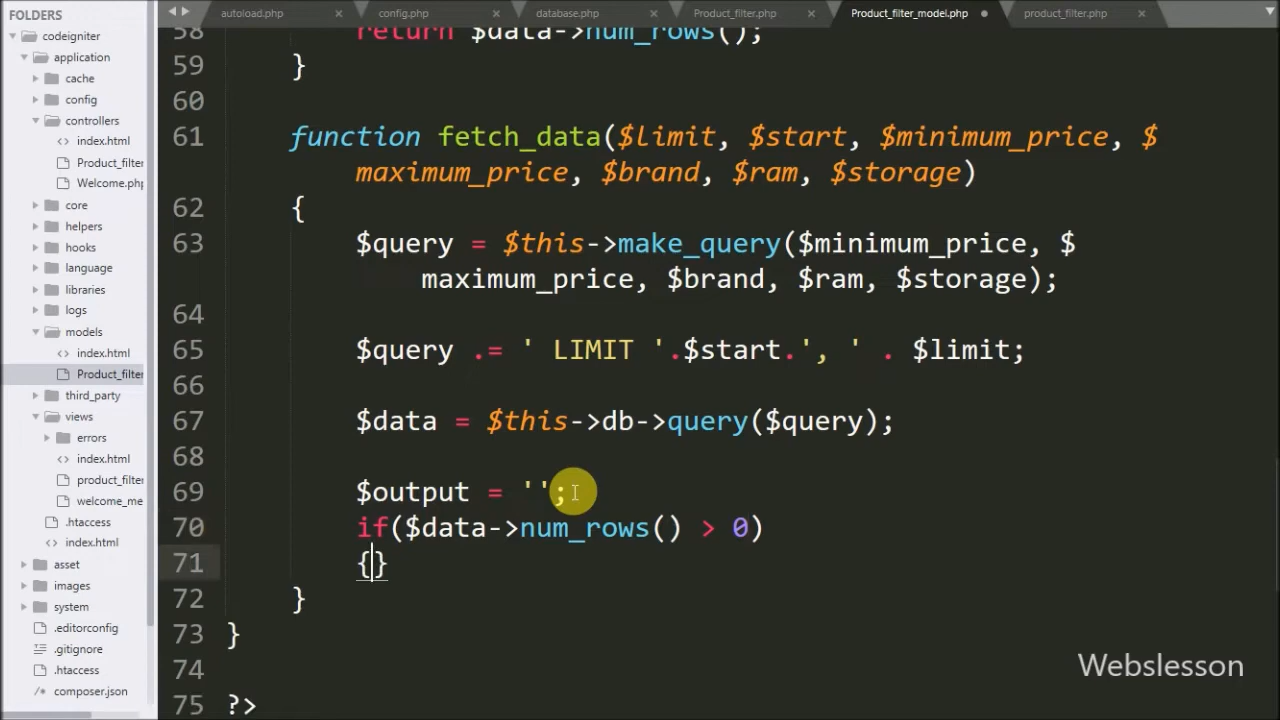 FOLDERS
codeigniter
application
cache
config
controllers
index.html
Product_filter
Welcome.php
core
helpers
hooks
language
libraries
logs
models
index.html
Product_filter
third_party
views
errors
index.html
product_filter
welcome_me
.htaccess
index.html
asset
images
system
.editorconfig
.gitignore
.htaccess
composer.json
autoload.php × config.php × database.php × Product_filter.php × Product_filter_model.php product_filter.php ×
58 return $data->num_rows();
59 }
60
61 function fetch_data($limit, $start, $minimum_price, $
maximum_price, $brand, $ram, $storage)
62 {
63 $query = $this->make_query($minimum_price, $
maximum_price, $brand, $ram, $storage);
64
65 $query .= ' LIMIT '.$start.', ' . $limit;
66
67 $data = $this->db->query($query);
68
69 $output = '';
70 if($data->num_rows() > 0)
71 {}
72 }
73 }
74
75 ?>
Webslesson